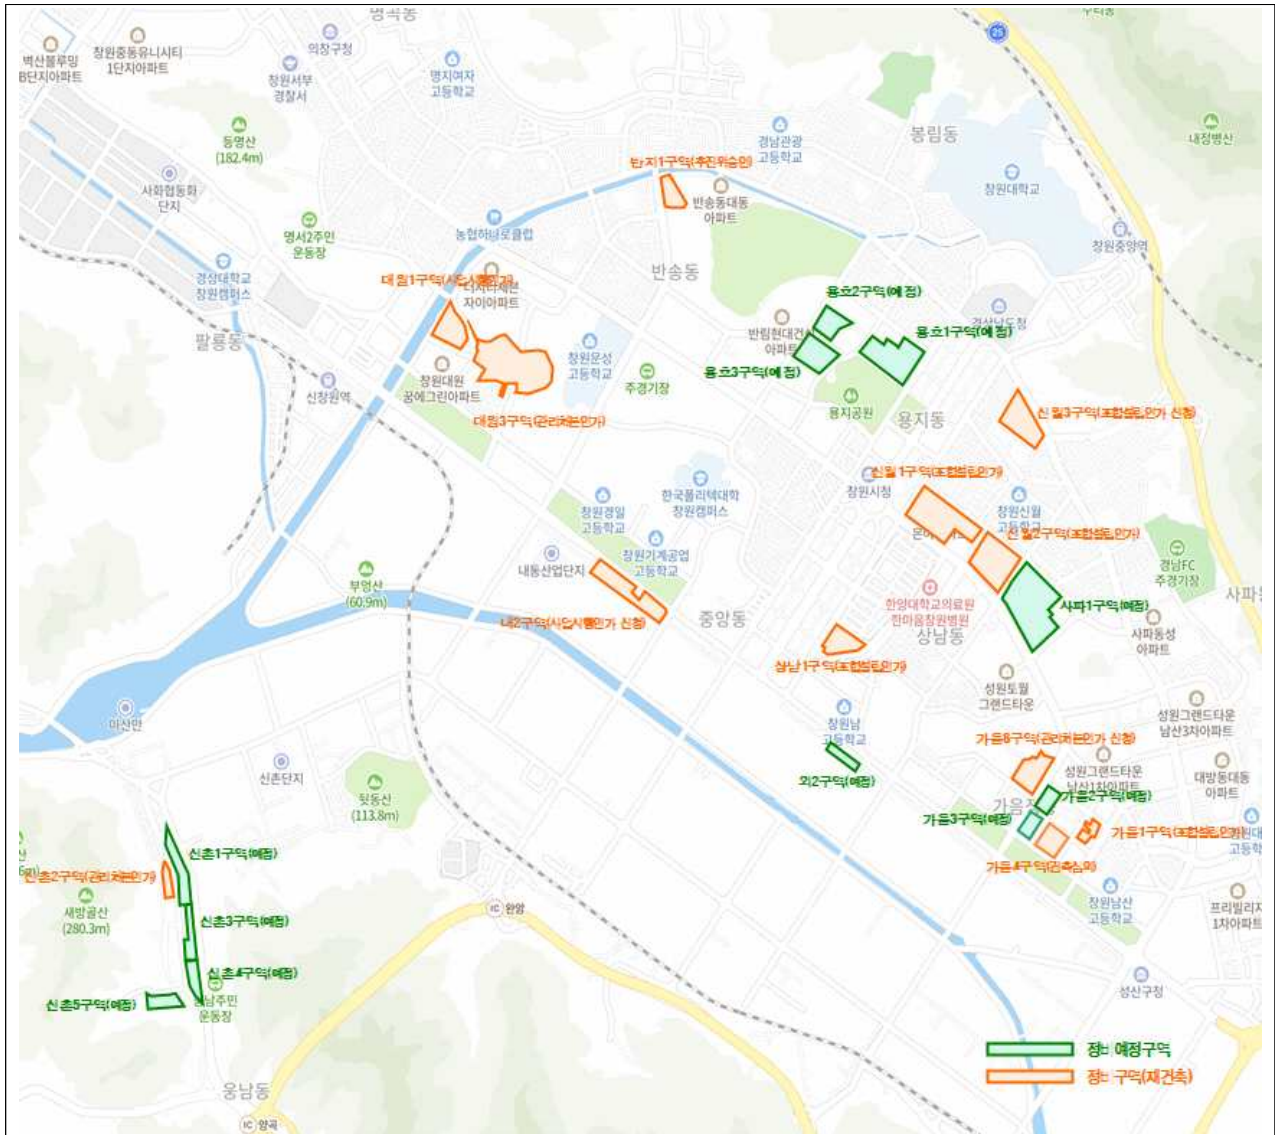 명곡동
25
의창구청
벽산블루밍
B단지아파트
창원중동유니시티
1단지아파트
창원서부
경찰서
명지여자
고등학교
내정병산
등명산
(182.4m)
경남관광
고등학교
봉림동
반지1구역(추진위승인)
사화협동화
단지
창원대학교
반송동대동
아파트
명서2주민
운동장
농협하나로클럽
창원중앙역
경상대학교
창원캠퍼스
반송동
대원1구역(사업시행인가)
자이아파트
용호2구역(예정)
경상남도청
팔룡동
반림현대
아파트
용호1구역(예정)
창원문성
고등학교
용호3구역(예정)
신창원역
창원대원
꿈에그린아파트
주경기장
용지공원
용지동
신월3구역(조합설립인가 신청)
대원3구역(관리처분인가)
신월1구역(조합설립인가)
창원시청
한국폴리텍대학
창원캠퍼스
창원경일
고등학교
창원신월
고등학교
신월2구역(조합설립인가)
창원기계공업
고등학교
내동산업단지
경남FC
주경기장
부엉산
(60.9m)
한양대학교의료원
한마음창원병원
사파1구역(예정)
내2구역(사업시행인가 신청)
중앙동
상남동
사파동성
아파트
상남1구역(조합설립인가)
성원토월
그랜드타운
마산만
창원남
고등학교
성원그랜드타운
남산3차아파트
가음8구역(관리처분인가 신청)
신촌단지
외2구역(예정)
성원그랜드타운
남산1차아파트
대방동대동
아파트
뒷동산
(113.8m)
가음2구역(예정)
가음3구역(예정)
가음1구역(조합설립인가)
신촌1구역(예정)
가음4구역(건축심의)
신촌2구역(관리처분인가)
새방골산
(280.3m)
창원남산
고등학교
프리빌리지
1차아파트
IC 완암
신촌3구역(예정)
신촌4구역(예정)
성산구청
신촌5구역(예정)
웅남주민
운동장
정비예정구역
정비구역(재건축)
웅남동
IC 양곡